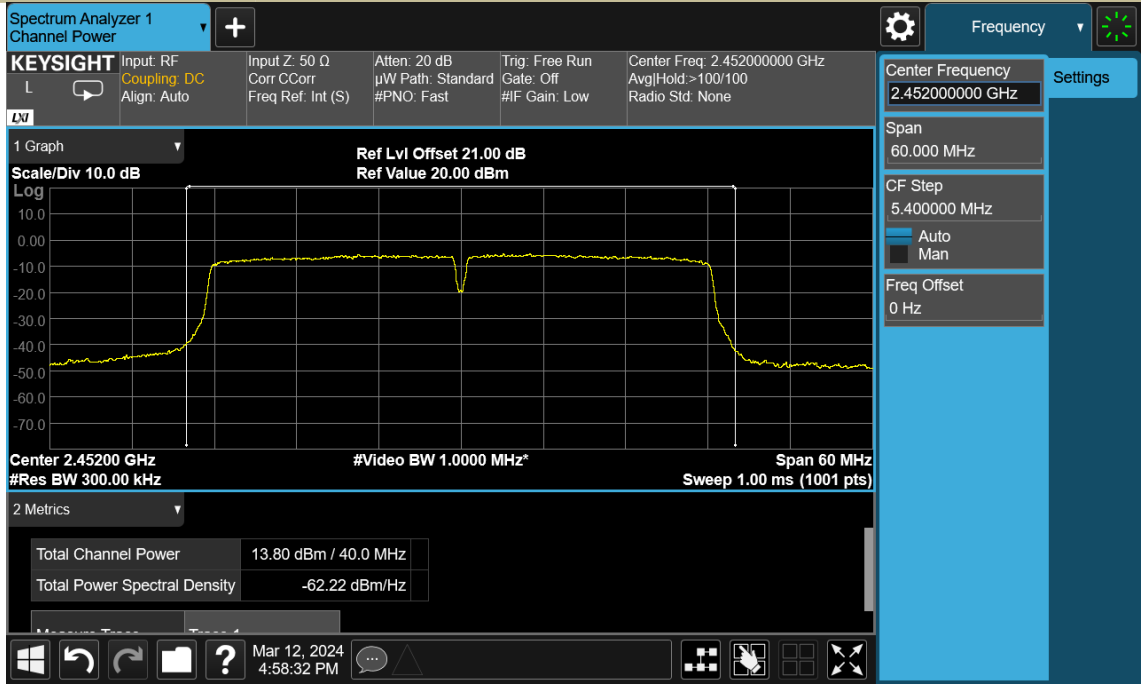 Spectrum Analyzer 1
Channel Power
Frequency
KEYSIGHT
L
LXI
Input: RF
Coupling: DC
Align: Auto
Input Z: 50 Ω
Corr CCorr
Freq Ref: Int (S)
Atten: 20 dB
µW Path: Standard
#PNO: Fast
Trig: Free Run
Gate: Off
#IF Gain: Low
Center Freq: 2.452000000 GHz
Avg|Hold:>100/100
Radio Std: None
Center Frequency
2.452000000 GHz
Settings
Span
60.000 MHz
CF Step
5.400000 MHz
Auto
Man
Freq Offset
0 Hz
1 Graph
Scale/Div 10.0 dB
Ref Lvl Offset 21.00 dB
Ref Value 20.00 dBm
Log
10.0
0.00
-10.0
-20.0
-30.0
-40.0
-50.0
-60.0
-70.0
Center 2.45200 GHz
#Res BW 300.00 kHz
#Video BW 1.0000 MHz*
Span 60 MHz
Sweep 1.00 ms (1001 pts)
2 Metrics
Total Channel Power 13.80 dBm / 40.0 MHz
Total Power Spectral Density -62.22 dBm/Hz
Measure Trace Trace 1
?
Mar 12, 2024
4:58:32 PM